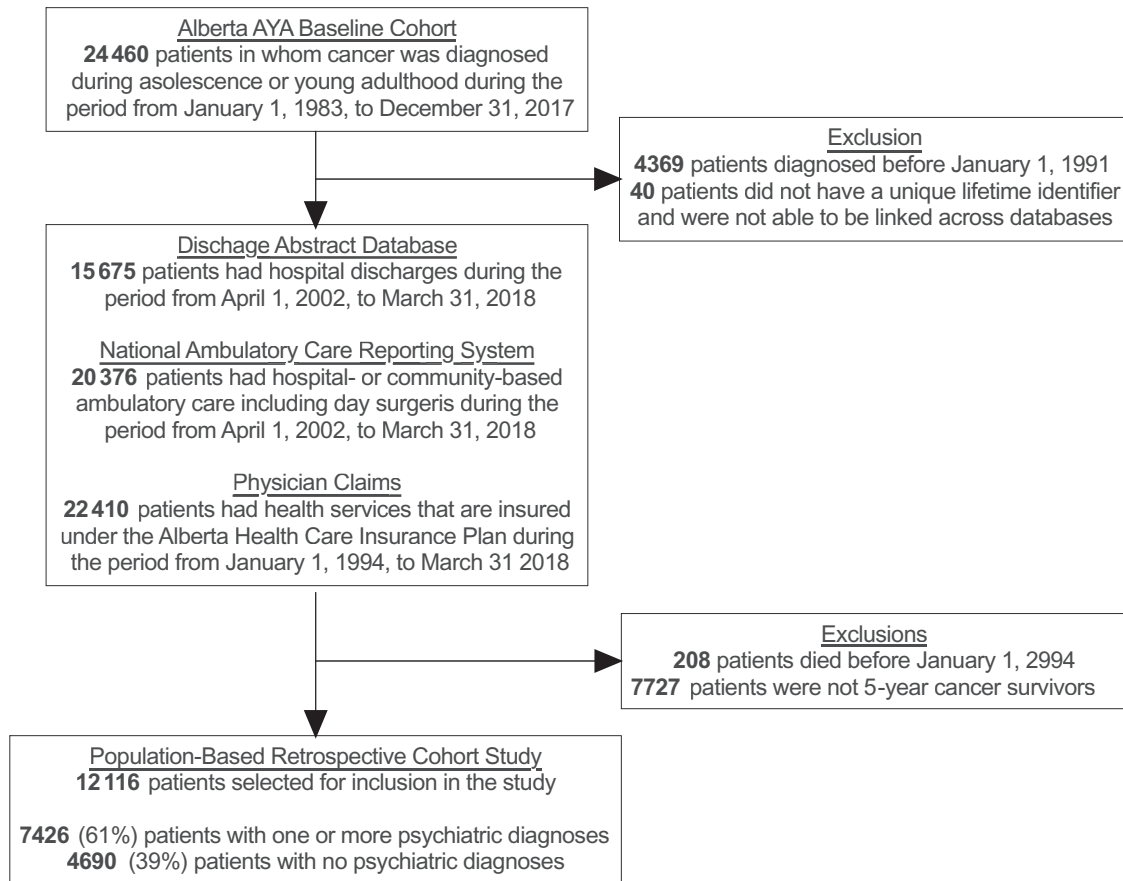 Alberta AYA Baseline Cohort
24 460 patients in whom cancer was diagnosed
during asolescence or young adulthood during the
period from January 1, 1983, to December 31, 2017
Exclusion
4369 patients diagnosed before January 1, 1991
40 patients did not have a unique lifetime identifier
and were not able to be linked across databases
Dischage Abstract Database
15 675 patients had hospital discharges during the
period from April 1, 2002, to March 31, 2018
National Ambulatory Care Reporting System
20 376 patients had hospital- or community-based
ambulatory care including day surgeris during the
period from April 1, 2002, to March 31, 2018
Physician Claims
22 410 patients had health services that are insured
under the Alberta Health Care Insurance Plan during
the period from January 1, 1994, to March 31 2018
Exclusions
208 patients died before January 1, 2994
7727 patients were not 5-year cancer survivors
Population-Based Retrospective Cohort Study
12 116 patients selected for inclusion in the study
7426 (61%) patients with one or more psychiatric diagnoses
4690 (39%) patients with no psychiatric diagnoses